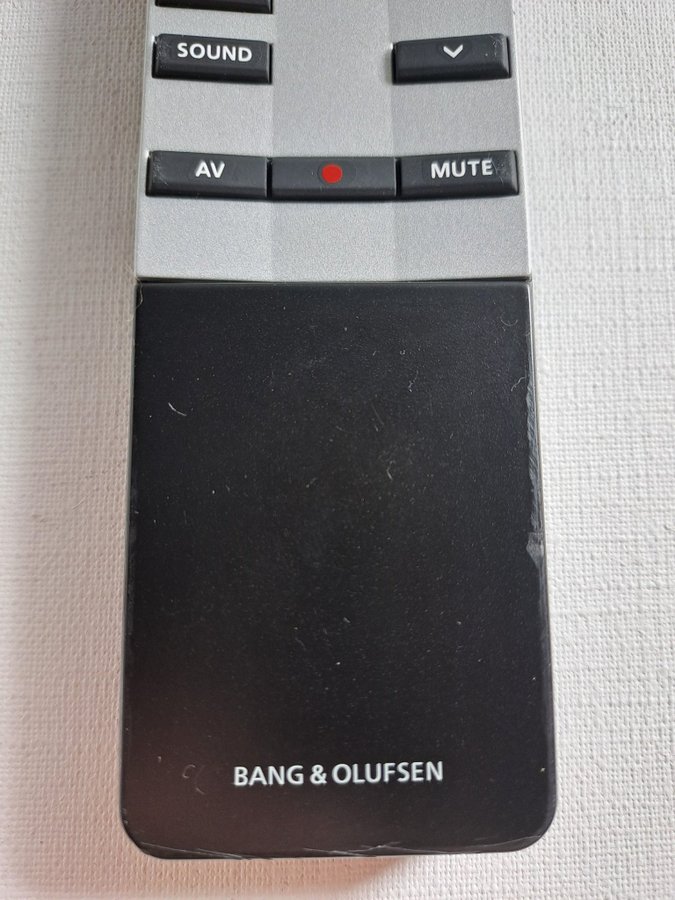 SOUND
AV MUTE
BANG & OLUFSEN